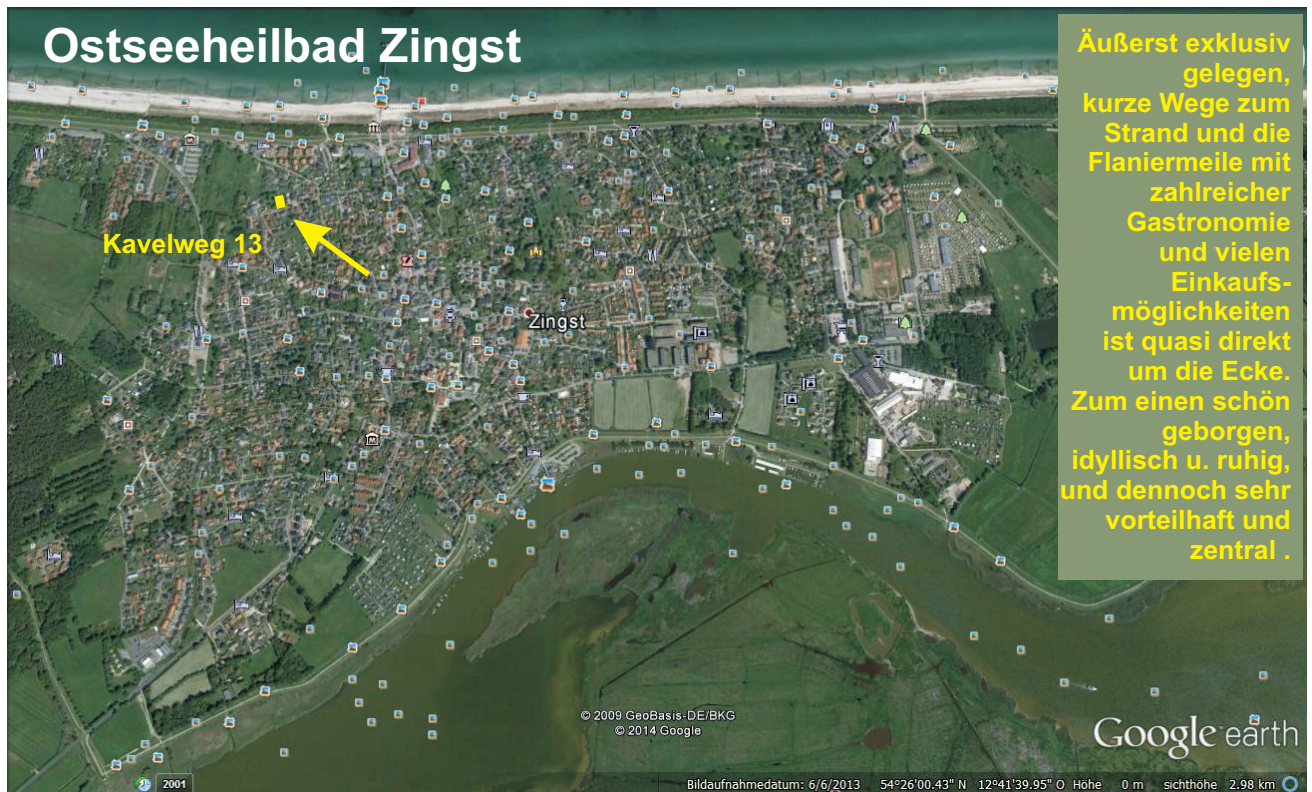 Ostseeheilbad Zingst
Äußerst exklusiv
gelegen,
kurze Wege zum
Strand und die
Flaniermeile mit
zahlreicher
Gastronomie
und vielen
Einkaufs-
möglichkeiten
ist quasi direkt
um die Ecke.
Zum einen schön
geborgen,
idyllisch u. ruhig,
und dennoch sehr
vorteilhaft und
zentral .
Kavelweg 13
Zingst
© 2009 GeoBasis-DE/BKG
© 2014 Google
Google earth
2001
Bildaufnahmedatum: 6/6/2013 54°26'00.43" N 12°41'39.95" O Höhe 0 m sichthöhe 2.98 km